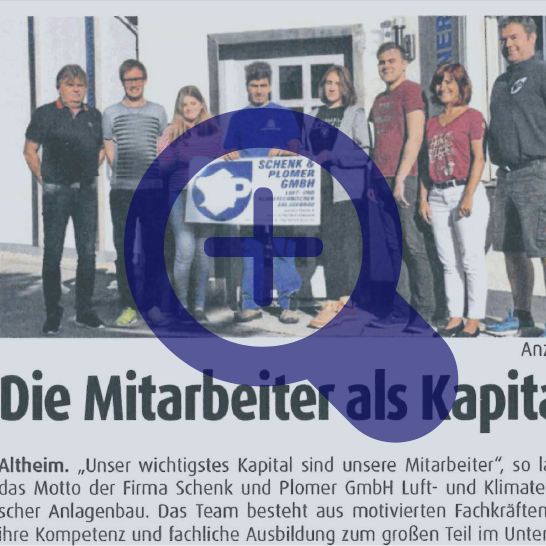 NER
SCHENK &
PLOMER
GMBH
LUFT- UND
KLIMATECHNISCHER
ANLAGENBAU
Anz
Die Mitarbeiter als Kapita
Altheim. „Unser wichtigstes Kapital sind unsere Mitarbeiter“, so la
das Motto der Firma Schenk und Plomer GmbH Luft- und Klimate
scher Anlagenbau. Das Team besteht aus motivierten Fachkräften
ihre Kompetenz und fachliche Ausbildung zum großen Teil im Unter